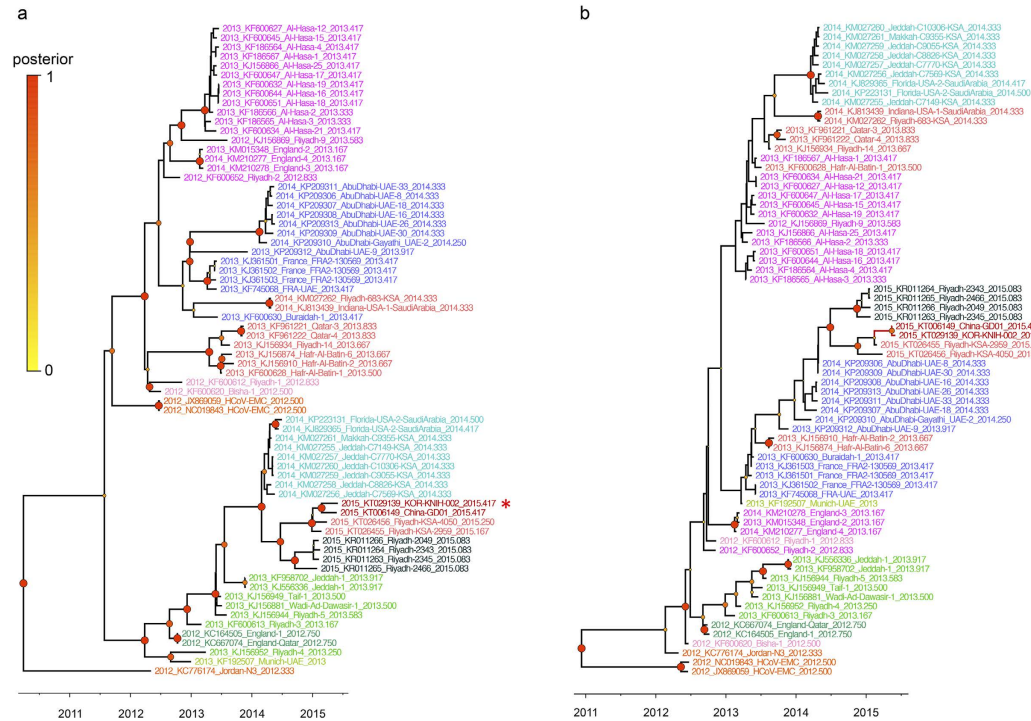 a
posterior
1
0
2013_KF600627_Al-Hasa-12_2013.417
2013_KF600645_Al-Hasa-15_2013.417
2013_KF186564_Al-Hasa-4_2013.417
2013_KF186567_Al-Hasa-1_2013.417
2013_KJ156866_Al-Hasa-25_2013.417
2013_KF600647_Al-Hasa-17_2013.417
2013_KF600632_Al-Hasa-19_2013.417
2013_KF600644_Al-Hasa-16_2013.417
2013_KF600651_Al-Hasa-18_2013.417
2013_KF186566_Al-Hasa-2_2013.333
2013_KF186565_Al-Hasa-3_2013.333
2013_KF600634_Al-Hasa-21_2013.417
2012_KJ156869_Riyadh-9_2013.583
2013_KM015348_England-2_2013.167
2014_KM210277_England-4_2013.167
2014_KM210278_England-3_2013.167
2012_KF600652_Riyadh-2_2012.833
2014_KP209311_AbuDhabi-UAE-33_2014.333
2014_KP209306_AbuDhabi-UAE-8_2014.333
2014_KP209307_AbuDhabi-UAE-18_2014.333
2014_KP209308_AbuDhabi-UAE-16_2014.333
2014_KP209313_AbuDhabi-UAE-26_2014.333
2014_KP209309_AbuDhabi-UAE-30_2014.333
2014_KP209310_AbuDhabi-Gayathi_UAE-2_2014.250
2013_KP209312_AbuDhabi-UAE-9_2013.917
2013_KJ361501_France_FRA2-130569_2013.417
2013_KJ361502_France_FRA2-130569_2013.417
2013_KJ361503_France_FRA2-130569_2013.417
2013_KF745068_FRA-UAE_2013.417
2014_KM027262_Riyadh-683-KSA_2014.333
2014_KJ813439_Indiana-USA-1-SaudiArabia_2014.333
2013_KF600630_Buraidah-1_2013.417
2013_KF961221_Qatar-3_2013.833
2013_KF961222_Qatar-4_2013.833
2013_KJ156934_Riyadh-14_2013.667
2013_KJ156874_Hafr-Al-Batin-6_2013.667
2013_KJ156910_Hafr-Al-Batin-2_2013.667
2013_KF600628_Hafr-Al-Batin-1_2013.500
2012_KF600612_Riyadh-1_2012.833
2012_KF600620_Bisha-1_2012.500
2012_JX869059_HCoV-EMC_2012.500
2012_NC019843_HCoV-EMC_2012.500
2014_KP223131_Florida-USA-2-SaudiArabia_2014.500
2014_KJ829365_Florida-USA-2_SaudiArabia_2014.417
2014_KM027261_Makkah-C9355-KSA_2014.333
2014_KM027255_Jeddah-C7149-KSA_2014.333
2014_KM027257_Jeddah-C7770-KSA_2014.333
2014_KM027260_Jeddah-C10306-KSA_2014.333
2014_KM027259_Jeddah-C9055-KSA_2014.333
2014_KM027258_Jeddah-C8826-KSA_2014.333
2014_KM027256_Jeddah-C7569-KSA_2014.333
2015_KT029139_KOR-KNIH-002_2015.417 *
2015_KT006149_China-GD01_2015.417
2015_KT026456_Riyadh-KSA-4050_2015.250
2015_KT026455_Riyadh-KSA-2959_2015.167
2015_KR011266_Riyadh-2049_2015.083
2015_KR011264_Riyadh-2343_2015.083
2015_KR011263_Riyadh-2345_2015.083
2015_KR011265_Riyadh-2466_2015.083
2013_KF958702_Jeddah-1_2013.917
2013_KJ556336_Jeddah-1_2013.917
2013_KJ156949_Taif-1_2013.500
2013_KJ156881_Wadi-Ad-Dawasir-1_2013.500
2013_KJ156944_Riyadh-5_2013.583
2013_KF600613_Riyadh-3_2013.167
2012_KC164505_England-1_2012.750
2012_KC667074_England-Qatar_2012.750
2013_KJ156952_Riyadh-4_2013.250
2013_KF192507_Munich-UAE_2013
2012_KC776174_Jordan-N3_2012.333
2011 2012 2013 2014 2015
b
2014_KM027260_Jeddah-C10306-KSA_2014.333
2014_KM027261_Makkah-C9355-KSA_2014.333
2014_KM027259_Jeddah-C9055-KSA_2014.333
2014_KM027258_Jeddah-C8826-KSA_2014.333
2014_KM027257_Jeddah-C7770-KSA_2014.333
2014_KM027256_Jeddah-C7569-KSA_2014.333
2014_KJ829365_Florida-USA-2_SaudiArabia_2014.417
2014_KP223131_Florida-USA-2-SaudiArabia_2014.500
2014_KM027255_Jeddah-C7149-KSA_2014.333
2014_KJ813439_Indiana-USA-1-SaudiArabia_2014.333
2014_KM027262_Riyadh-683-KSA_2014.333
2013_KF961221_Qatar-3_2013.833
2013_KF961222_Qatar-4_2013.833
2013_KJ156934_Riyadh-14_2013.667
2013_KF186567_Al-Hasa-1_2013.417
2013_KF600628_Hafr-Al-Batin-1_2013.500
2013_KF600634_Al-Hasa-21_2013.417
2013_KF600627_Al-Hasa-12_2013.417
2013_KF600647_Al-Hasa-17_2013.417
2013_KF600645_Al-Hasa-15_2013.417
2013_KF600632_Al-Hasa-19_2013.417
2012_KJ156869_Riyadh-9_2013.583
2013_KJ156866_Al-Hasa-25_2013.417
2013_KF186566_Al-Hasa-2_2013.333
2013_KF600651_Al-Hasa-18_2013.417
2013_KF600644_Al-Hasa-16_2013.417
2013_KF186564_Al-Hasa-4_2013.417
2013_KF186565_Al-Hasa-3_2013.333
2015_KR011264_Riyadh-2343_2015.083
2015_KR011265_Riyadh-2466_2015.083
2015_KR011266_Riyadh-2049_2015.083
2015_KR011263_Riyadh-2345_2015.083
2015_KT006149_China-GD01_2015.4
2015_KT029139_KOR-KNIH-002_201
2015_KT026455_Riyadh-KSA-2959_2015.
2015_KT026456_Riyadh-KSA-4050_201
2014_KP209306_AbuDhabi-UAE-8_2014.333
2014_KP209309_AbuDhabi-UAE-30_2014.333
2014_KP209308_AbuDhabi-UAE-16_2014.333
2014_KP209313_AbuDhabi-UAE-26_2014.333
2014_KP209311_AbuDhabi-UAE-33_2014.333
2014_KP209307_AbuDhabi-UAE-18_2014.333
2014_KP209310_AbuDhabi-Gayathi_UAE-2_2014.250
2013_KP209312_AbuDhabi-UAE-9_2013.917
2013_KJ156910_Hafr-Al-Batin-2_2013.667
2013_KJ156874_Hafr-Al-Batin-6_2013.667
2013_KF600630_Buraidah-1_2013.417
2013_KJ361503_France_FRA2-130569_2013.417
2013_KJ361501_France_FRA2-130569_2013.417
2013_KJ361502_France_FRA2-130569_2013.417
2013_KF745068_FRA-UAE_2013.417
2013_KF192507_Munich-UAE_2013
2014_KM210278_England-3_2013.167
2013_KM015348_England-2_2013.167
2014_KM210277_England-4_2013.167
2012_KF600612_Riyadh-1_2012.833
2012_KF600652_Riyadh-2_2012.833
2013_KJ556336_Jeddah-1_2013.917
2013_KF958702_Jeddah-1_2013.917
2013_KJ156944_Riyadh-5_2013.583
2013_KJ156949_Taif-1_2013.500
2013_KJ156881_Wadi-Ad-Dawasir-1_2013.500
2013_KJ156952_Riyadh-4_2013.250
2013_KF600613_Riyadh-3_2013.167
2012_KC667074_England-Qatar_2012.750
2012_KC164505_England-1_2012.750
2012_KF600620_Bisha-1_2012.500
2012_KC776174_Jordan-N3_2012.333
2012_NC019843_HCoV-EMC_2012.500
2012_JX869059_HCoV-EMC_2012.500
2011 2012 2013 2014 2015